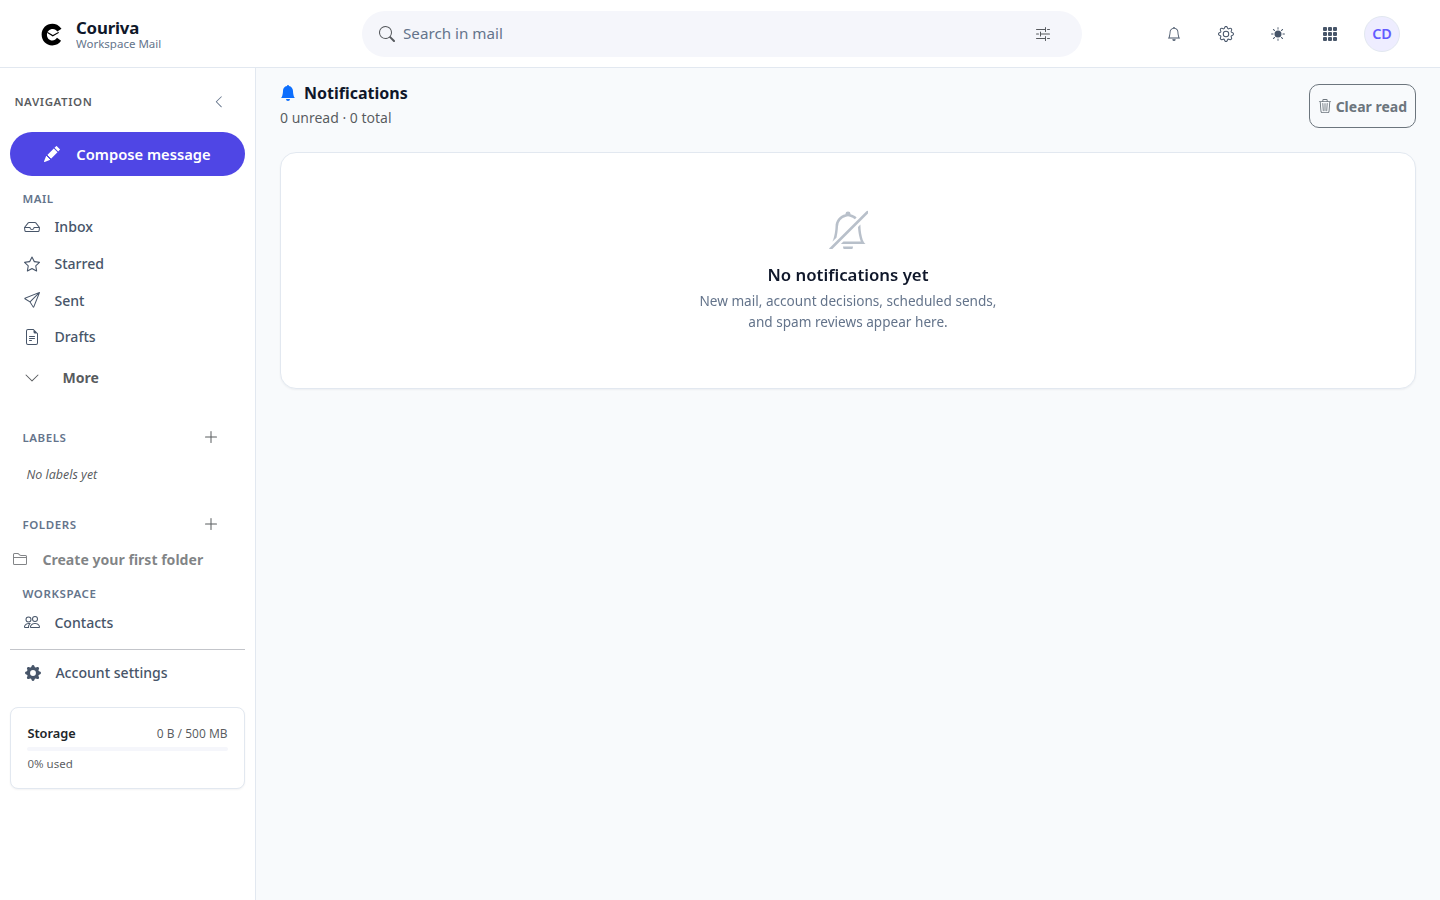 Couriva
Workspace Mail
Search in mail
CD
NAVIGATION
Compose message
MAIL
Inbox
Starred
Sent
Drafts
More
LABELS
No labels yet
FOLDERS
Create your first folder
WORKSPACE
Contacts
Account settings
Storage 0 B / 500 MB
0% used
Notifications
0 unread · 0 total
Clear read
No notifications yet
New mail, account decisions, scheduled sends,
and spam reviews appear here.